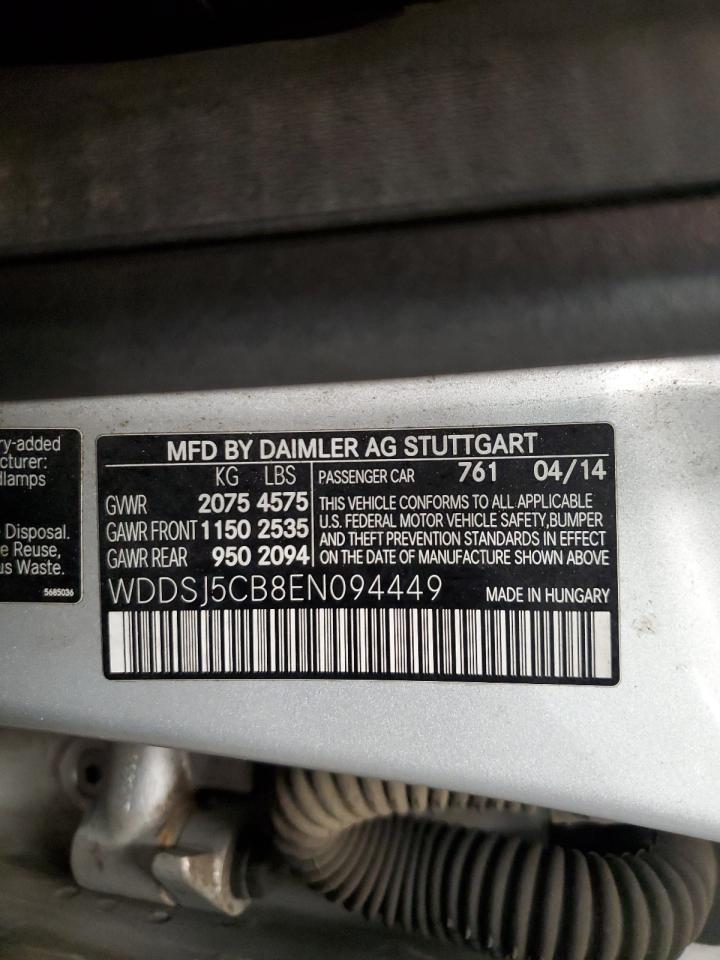 ry-added
cturer:
dlamps
e Disposal.
e Reuse,
us Waste.
5685036
MFD BY DAIMLER AG STUTTGART
KG LBS
GVWR 2075 4575
GAWR FRONT 1150 2535
GAWR REAR 950 2094
PASSENGER CAR 761 04/14
THIS VEHICLE CONFORMS TO ALL APPLICABLE
U.S. FEDERAL MOTOR VEHICLE SAFETY, BUMPER
AND THEFT PREVENTION STANDARDS IN EFFECT
ON THE DATE OF MANUFACTURE SHOWN ABOVE
WDDSJ5CB8EN094449 MADE IN HUNGARY